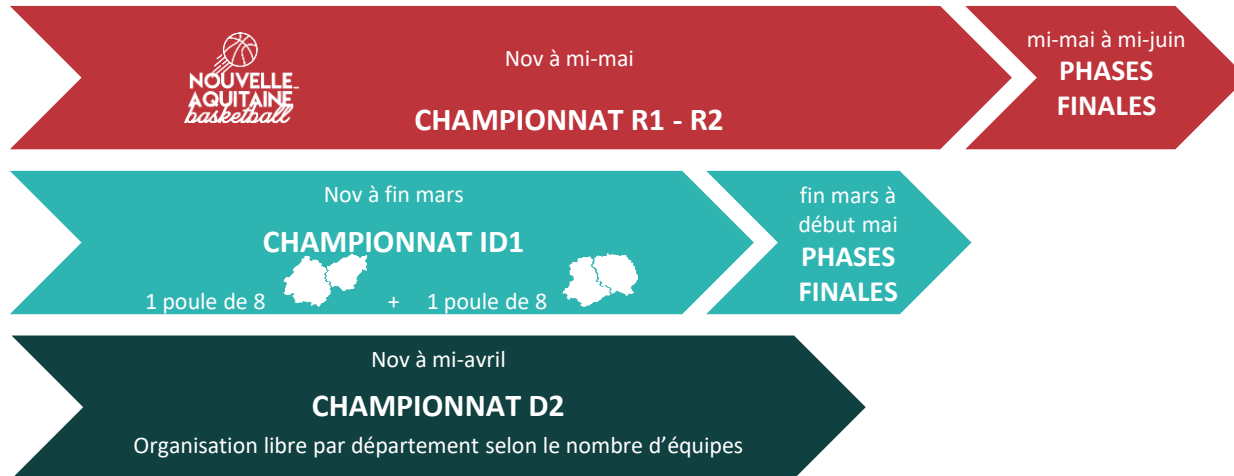 NOUVELLE
AQUITAINE
basketball
Nov à mi-mai
CHAMPIONNAT R1 - R2
mi-mai à mi-juin
PHASES
FINALES
Nov à fin mars
CHAMPIONNAT ID1
1 poule de 8 + 1 poule de 8
fin mars à
début mai
PHASES
FINALES
Nov à mi-avril
CHAMPIONNAT D2
Organisation libre par département selon le nombre d’équipes